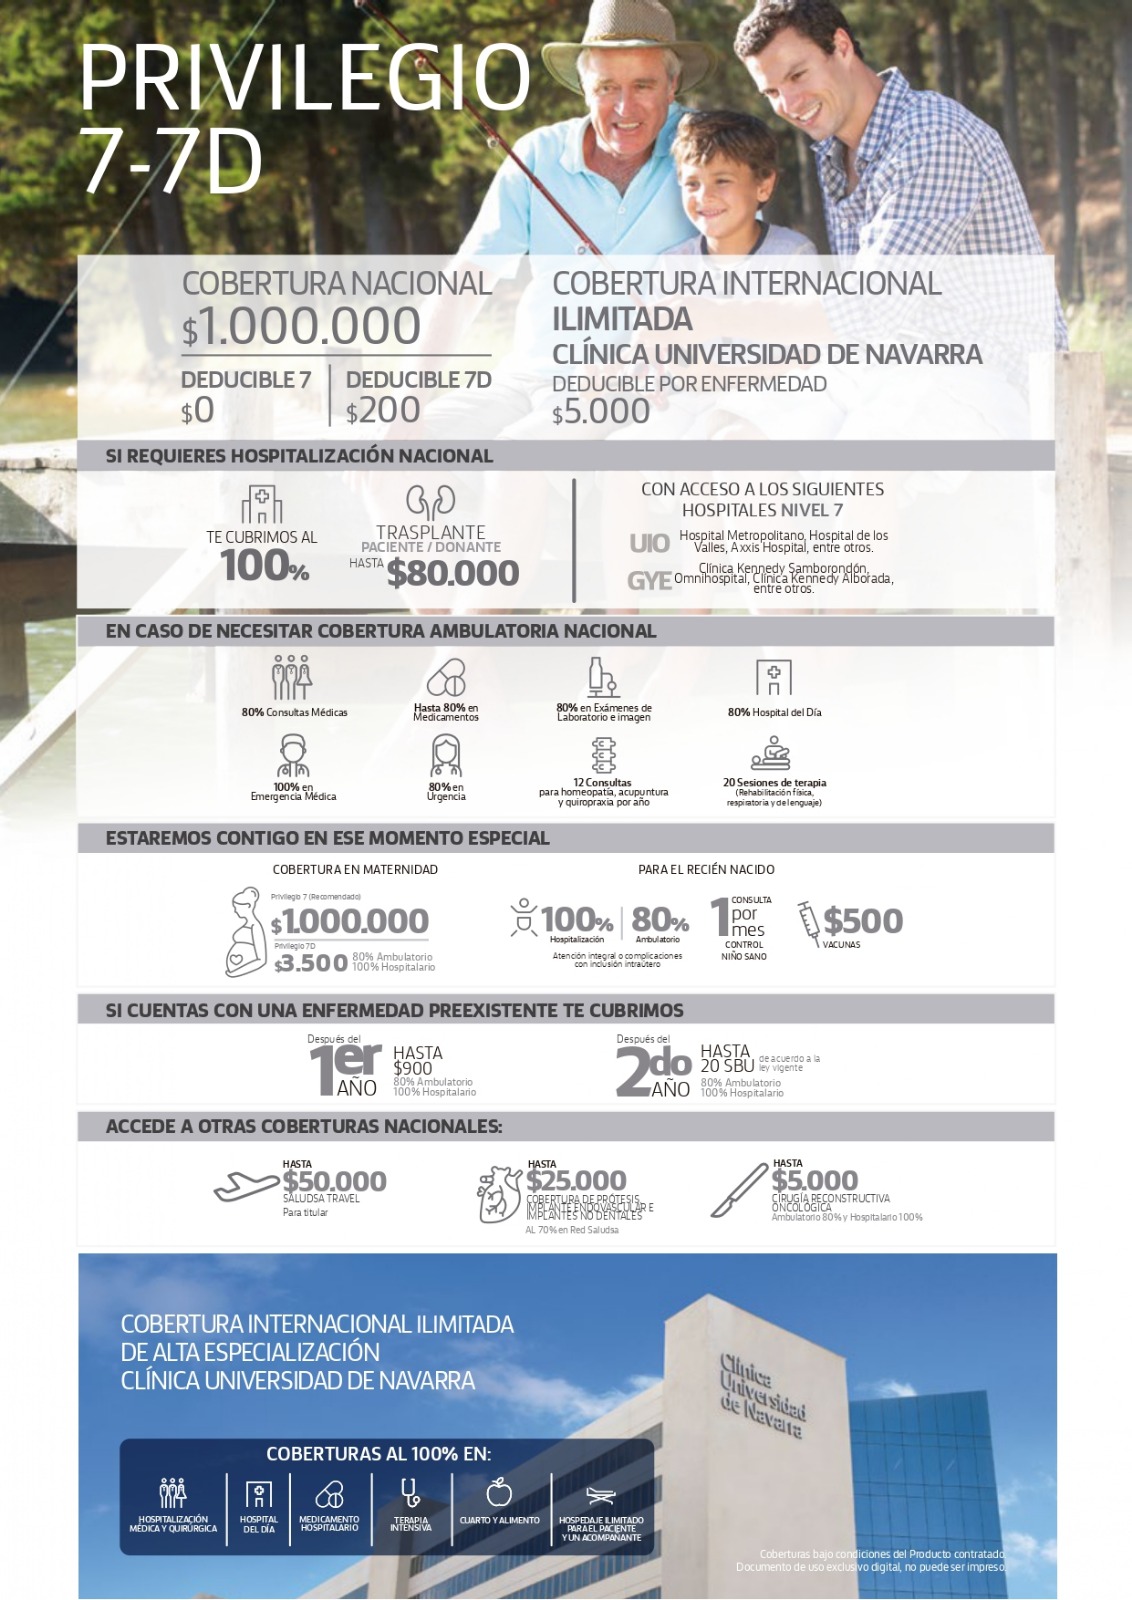 PRIVILEGIO
7-7D
COBERTURA NACIONAL
$1.000.000
DEDUCIBLE 7
$0
DEDUCIBLE 7D
$200
COBERTURA INTERNACIONAL
ILIMITADA
CLÍNICA UNIVERSIDAD DE NAVARRA
DEDUCIBLE POR ENFERMEDAD
$5.000
SI REQUIERES HOSPITALIZACIÓN NACIONAL
TE CUBRIMOS AL
100%
TRASPLANTE
PACIENTE / DONANTE
HASTA $80.000
CON ACCESO A LOS SIGUIENTES
HOSPITALES NIVEL 7
UIO
Hospital Metropolitano, Hospital de los
Valles, Axxis Hospital, entre otros.
GYE
Clínica Kennedy Samborondón,
Omnihospital, Clínica Kennedy Alborada,
entre otros.
EN CASO DE NECESITAR COBERTURA AMBULATORIA NACIONAL
80% Consultas Médicas
Hasta 80% en
Medicamentos
80% en Exámenes de
Laboratorio e imagen
80% Hospital del Día
100% en
Emergencia Médica
80% en
Urgencia
12 Consultas
para homeopatía, acupuntura
y quiropraxia por año
20 Sesiones de terapia
(Rehabilitación física,
respiratoria y de lenguaje)
ESTAREMOS CONTIGO EN ESE MOMENTO ESPECIAL
COBERTURA EN MATERNIDAD
Privilegio 7 (Recomendado)
$1.000.000
Privilegio 7D
$3.500
80% Ambulatorio
100% Hospitalario
PARA EL RECIÉN NACIDO
100%
Hospitalización
80%
Ambulatorio
Atención integral o complicaciones
con inclusión intraútero
1 CONSULTA
por
mes
CONTROL
NIÑO SANO
$500
VACUNAS
SI CUENTAS CON UNA ENFERMEDAD PREEXISTENTE TE CUBRIMOS
Después del
1er
AÑO
HASTA
$900
80% Ambulatorio
100% Hospitalario
Después del
2do
AÑO
HASTA
20 SBU de acuerdo a la
ley vigente
80% Ambulatorio
100% Hospitalario
ACCEDE A OTRAS COBERTURAS NACIONALES:
HASTA
$50.000
SALUDSA TRAVEL
Para titular
HASTA
$25.000
COBERTURA DE PRÓTESIS,
IMPLANTE ENDOVASCULAR E
IMPLANTES NO DENTALES
AL 70% en Red Saludsa
HASTA
$5.000
CIRUGÍA RECONSTRUCTIVA
ONCOLÓGICA
Ambulatorio 80% y Hospitalario 100%
COBERTURA INTERNACIONAL ILIMITADA
DE ALTA ESPECIALIZACIÓN
CLÍNICA UNIVERSIDAD DE NAVARRA
Clínica
Universidad
de Navarra
COBERTURAS AL 100% EN:
HOSPITALIZACIÓN
MÉDICA Y QUIRÚRGICA
HOSPITAL
DEL DÍA
MEDICAMENTO
HOSPITALARIO
TERAPIA
INTENSIVA
CUARTO Y ALIMENTO
HOSPEDAJE ILIMITADO
PARA EL PACIENTE
Y UN ACOMPAÑANTE
Coberturas bajo condiciones del Producto contratado.
Documento de uso exclusivo digital, no puede ser impreso.